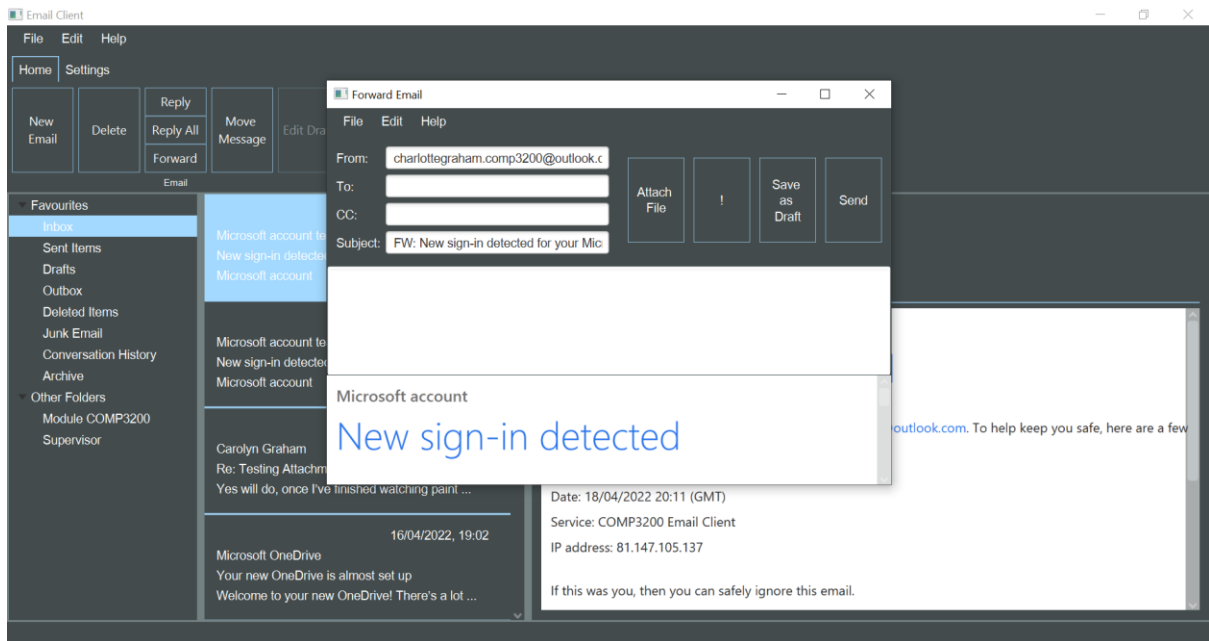 Email Client
File Edit Help
Home Settings
New Email
Delete
Reply
Reply All
Forward
Move Message
Edit Dra
Email
Favourites
Inbox
Sent Items
Drafts
Outbox
Deleted Items
Junk Email
Conversation History
Archive
Other Folders
Module COMP3200
Supervisor
Microsoft account te
New sign-in detecte
Microsoft account
Microsoft account te
New sign-in detected
Microsoft account
Carolyn Graham
Re: Testing Attachm
Yes will do, once I've finished watching paint ...
16/04/2022, 19:02
Microsoft OneDrive
Your new OneDrive is almost set up
Welcome to your new OneDrive! There's a lot ...
Forward Email
File Edit Help
From: charlottegraham.comp3200@outlook.c
To:
CC:
Subject: FW: New sign-in detected for your Mic
Attach File
!
Save as Draft
Send
Microsoft account
New sign-in detected
outlook.com. To help keep you safe, here are a few
Date: 18/04/2022 20:11 (GMT)
Service: COMP3200 Email Client
IP address: 81.147.105.137
If this was you, then you can safely ignore this email.